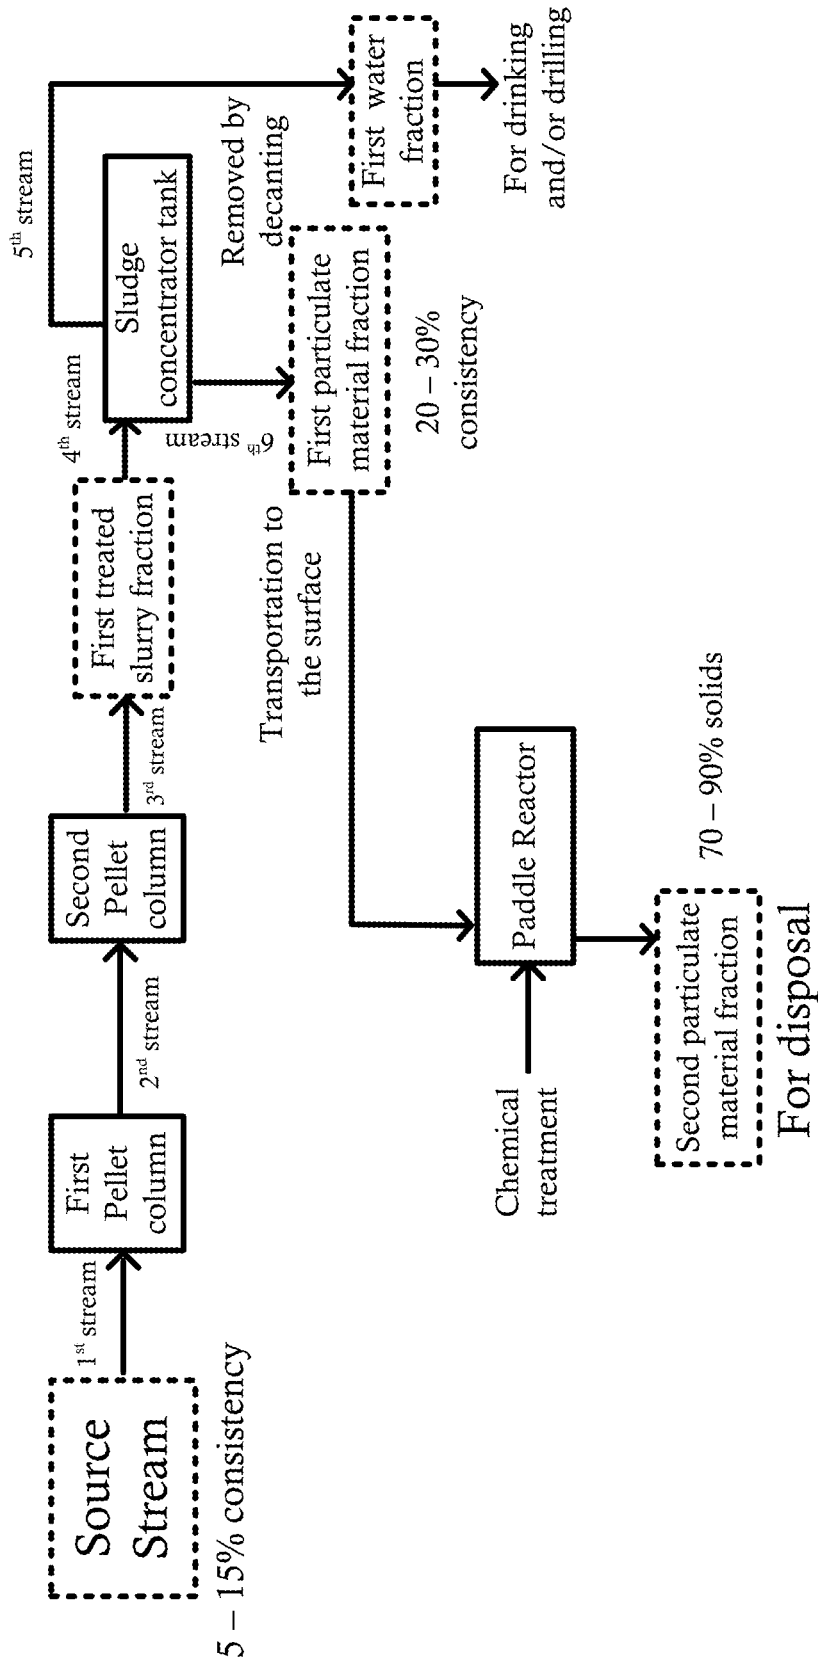 Source
Stream
5 – 15% consistency
1st stream
First
Pellet
column
2nd stream
Second
Pellet
column
3rd stream
First treated
slurry fraction
4th stream
Sludge
concentrator tank
5th stream
6th stream
Removed by
decanting
First water
fraction
For drinking
and/or drilling
First particulate
material fraction
20 – 30%
consistency
Transportation to
the surface
Chemical
treatment
Paddle Reactor
Second particulate
material fraction
70 – 90% solids
For disposal